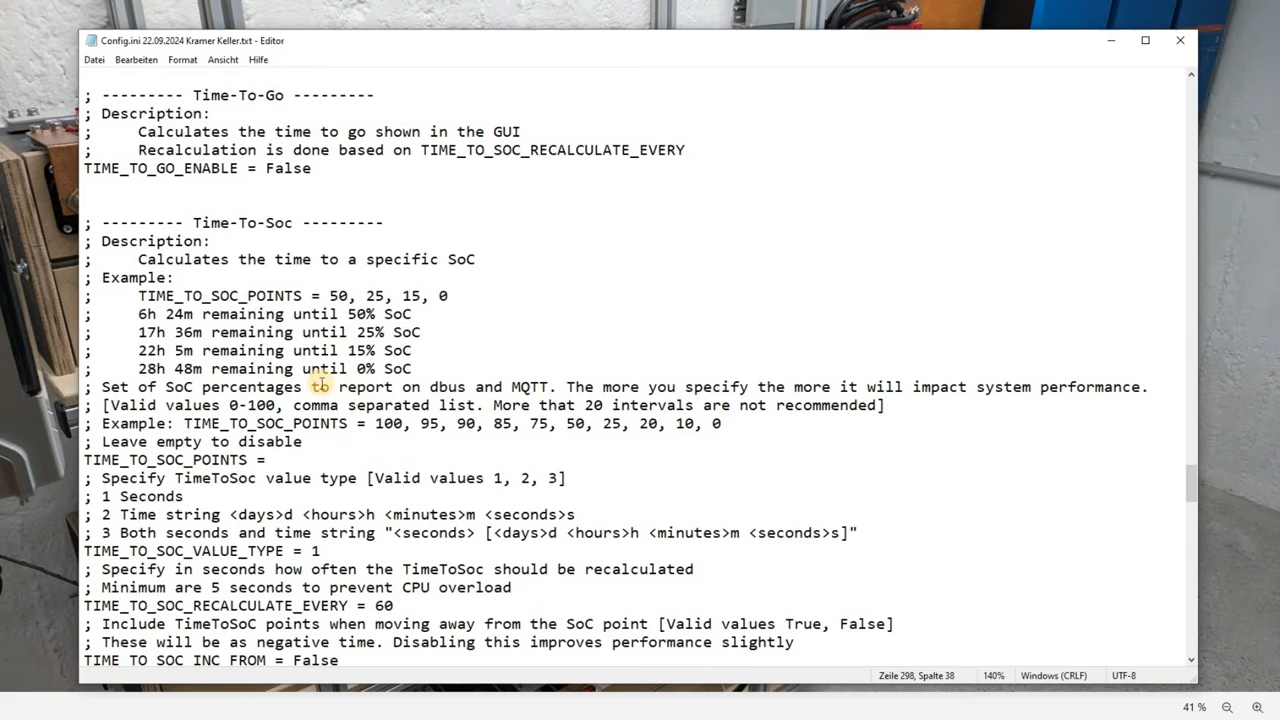 Config.ini 22.09.2024 Kramer Keller.txt - Editor
Datei Bearbeiten Format Ansicht Hilfe
; --------- Time-To-Go ---------
; Description:
;     Calculates the time to go shown in the GUI
;     Recalculation is done based on TIME_TO_SOC_RECALCULATE_EVERY
TIME_TO_GO_ENABLE = False
; --------- Time-To-Soc ---------
; Description:
;     Calculates the time to a specific SoC
; Example:
;     TIME_TO_SOC_POINTS = 50, 25, 15, 0
;     6h 24m remaining until 50% SoC
;     17h 36m remaining until 25% SoC
;     22h 5m remaining until 15% SoC
;     28h 48m remaining until 0% SoC
; Set of SoC percentages to report on dbus and MQTT. The more you specify the more it will impact system performance.
; [Valid values 0-100, comma separated list. More that 20 intervals are not recommended]
; Example: TIME_TO_SOC_POINTS = 100, 95, 90, 85, 75, 50, 25, 20, 10, 0
; Leave empty to disable
TIME_TO_SOC_POINTS =
; Specify TimeToSoc value type [Valid values 1, 2, 3]
; 1 Seconds
; 2 Time string <days>d <hours>h <minutes>m <seconds>s
; 3 Both seconds and time string "<seconds> [<days>d <hours>h <minutes>m <seconds>s]"
TIME_TO_SOC_VALUE_TYPE = 1
; Specify in seconds how often the TimeToSoc should be recalculated
; Minimum are 5 seconds to prevent CPU overload
TIME_TO_SOC_RECALCULATE_EVERY = 60
; Include TimeToSoC points when moving away from the SoC point [Valid values True, False]
; These will be as negative time. Disabling this improves performance slightly
TIME_TO_SOC_INC_FROM = False
Zeile 298, Spalte 38 140% Windows (CRLF) UTF-8
41 %